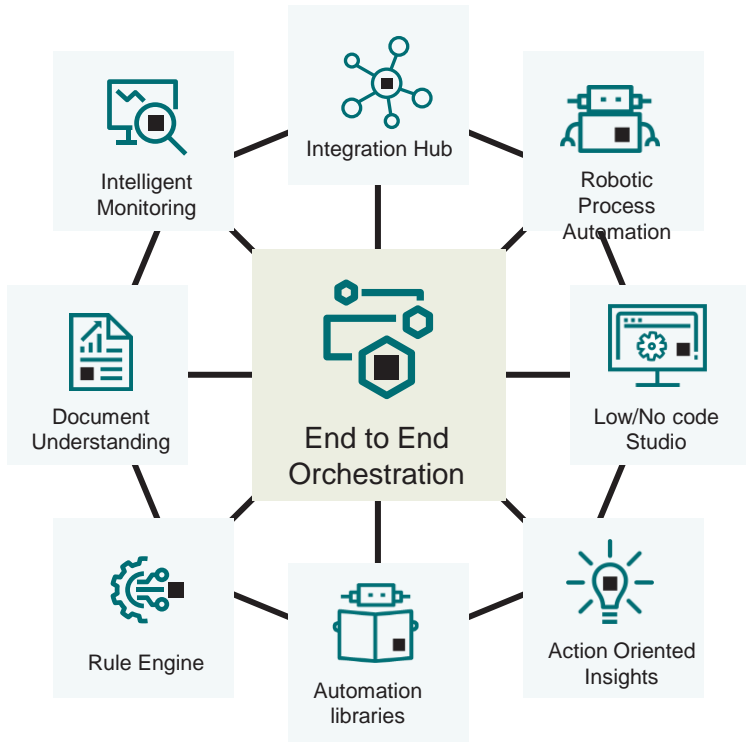 Integration Hub
Intelligent
Monitoring
Robotic
Process
Automation
Document
Understanding
End to End
Orchestration
Low/No code
Studio
Rule Engine
Automation
libraries
Action Oriented
Insights